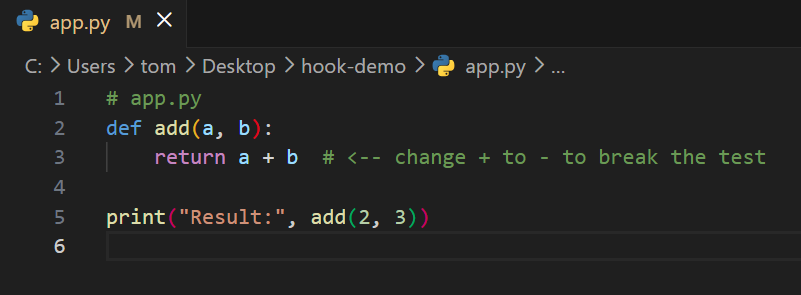 app.py M
C: > Users > tom > Desktop > hook-demo > app.py > ...
1 # app.py
2 def add(a, b):
3     return a + b  # <-- change + to - to break the test
4
5 print("Result:", add(2, 3))
6